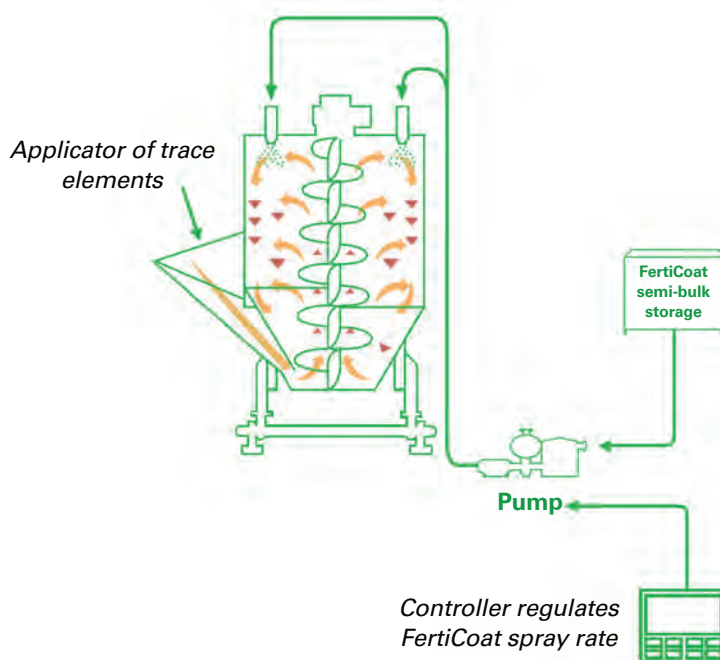 Applicator of trace
elements
FertiCoat
semi-bulk
storage
Pump
Controller regulates
FertiCoat spray rate